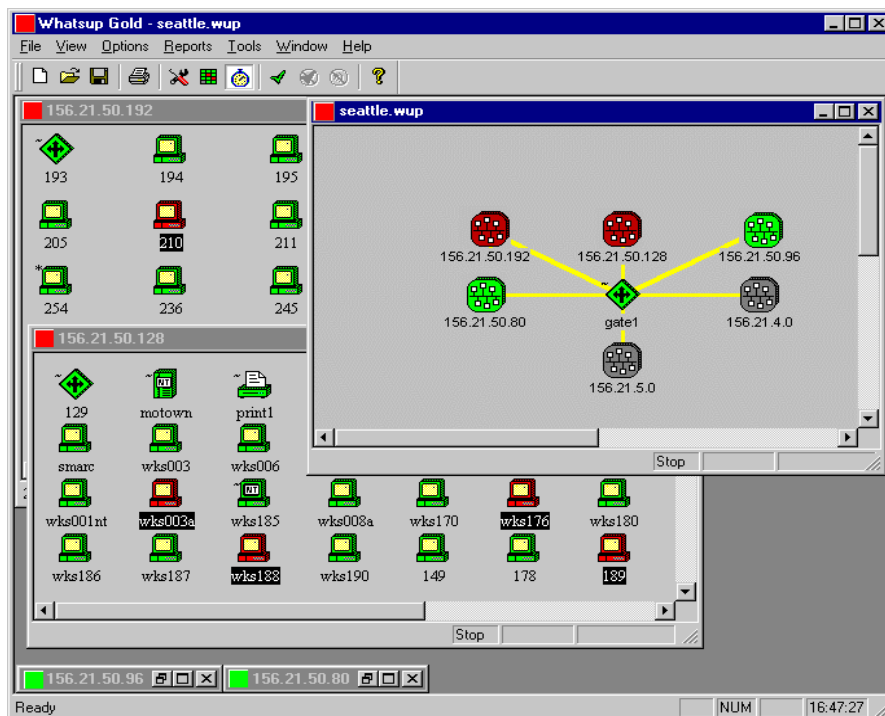 Whatsup Gold - seattle.wup
File View Options Reports Tools Window Help
156.21.50.192
193 194 195
205 210 211
254 236 245
seattle.wup
156.21.50.192 156.21.50.128 156.21.50.96
156.21.50.80 gate1 156.21.4.0
156.21.5.0
Stop
156.21.50.128
129 motown print1
smarc wks003 wks006
wks001nt wks003a wks185 wks008a wks170 wks176 wks180
wks186 wks187 wks188 wks190 149 178 189
Stop
156.21.50.96 156.21.50.80
Ready NUM 16:47:27